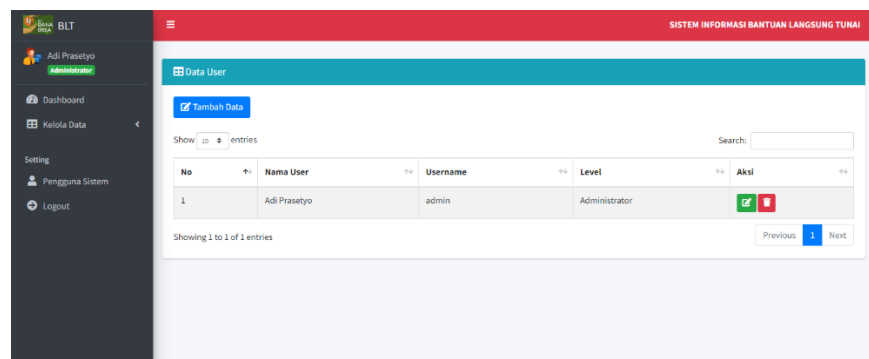 DANA DESA BLT
SISTEM INFORMASI BANTUAN LANGSUNG TUNAI
Adi Prasetyo
Administrator
Dashboard
Kelola Data
Setting
Pengguna Sistem
Logout
Data User
Tambah Data
Show 10 entries Search:
No Nama User Username Level Aksi
1 Adi Prasetyo admin Administrator
Showing 1 to 1 of 1 entries Previous 1 Next